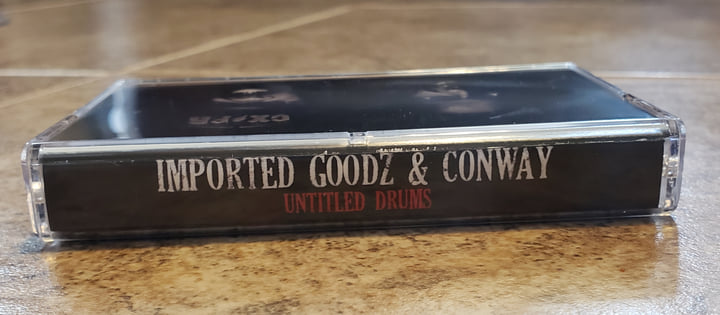 IMPORTED GOODZ & CONWAY
UNTITLED DRUMS